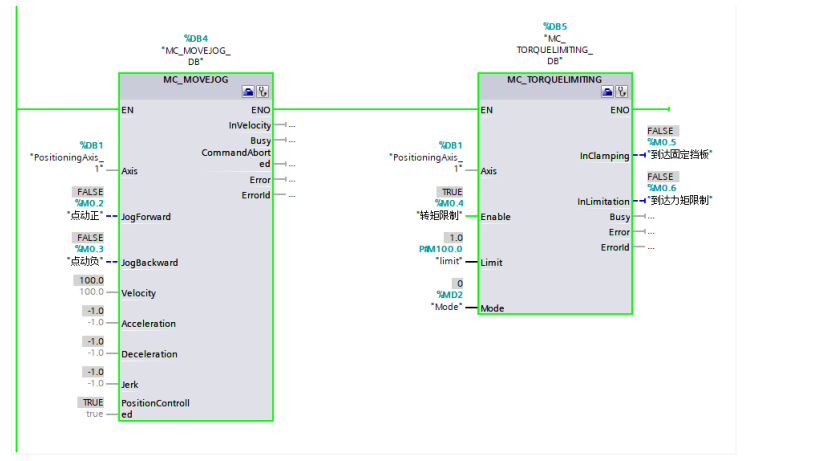 %DB4
"MC_MOVEJOG_
DB"
MC_MOVEJOG
EN
ENO
InVelocity
...
Busy
...
CommandAbort
ed
...
Error
...
ErrorId
...
%DB1
"PositioningAxis_
1"
Axis
FALSE
%M0.2
"点动正"
JogForward
FALSE
%M0.3
"点动负"
JogBackward
100.0
100.0
Velocity
-1.0
-1.0
Acceleration
-1.0
-1.0
Deceleration
-1.0
-1.0
Jerk
TRUE
true
PositionControll
ed
%DB5
"MC_
TORQUELIMITING_
DB"
MC_TORQUELIMITING
EN
ENO
FALSE
%M0.5
InClamping
"到达固定挡板"
FALSE
%M0.6
InLimitation
"到达力矩限制"
Busy
...
Error
...
ErrorId
...
%DB1
"PositioningAxis_
1"
Axis
TRUE
%M0.4
"转矩限制"
Enable
1.0
P#M100.0
"limit"
Limit
0
%MD2
"Mode"
Mode